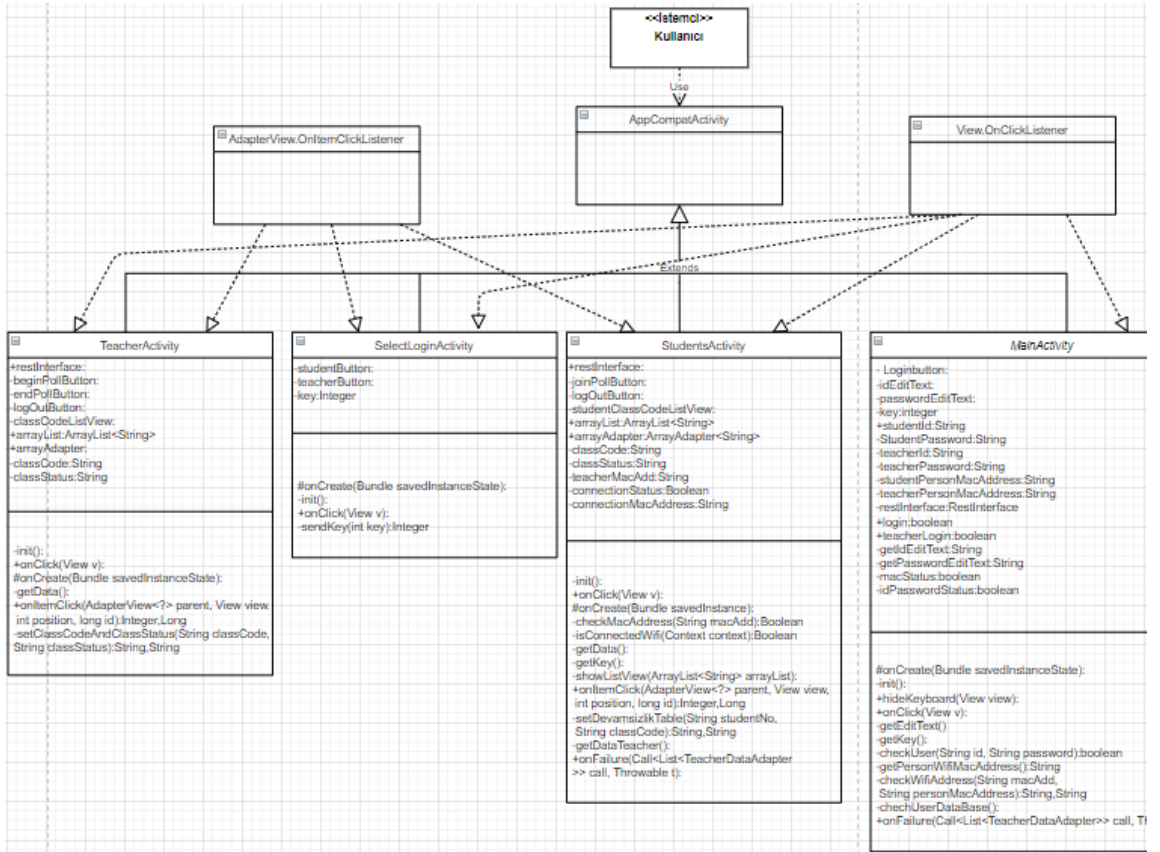 <<İstemci>>
Kullanıcı
Use
AdapterView.OnItemClickListener
AppCompatActivity
View.OnClickListener
Extends
TeacherActivity
+restInterface:
-beginPollButton:
-endPollButton:
-logOutButton:
-classCodeListView:
+arrayList:ArrayList<String>
+arrayAdapter:
-classCode:String
-classStatus:String
-init():
+onClick(View v):
#onCreate(Bundle savedInstanceState):
-getData():
+onItemClick(AdapterView<?> parent, View view,
int position, long id):Integer,Long
-setClassCodeAndClassStatus(String classCode,
String classStatus):String,String
SelectLoginActivity
-studentButton:
-teacherButton:
-key:Integer
#onCreate(Bundle savedInstanceState):
-init():
+onClick(View v):
-sendKey(int key):Integer
StudentsActivity
+restInterface:
-joinPollButton:
-logOutButton:
-studentClassCodeListView:
+arrayList:ArrayList<String>
+arrayAdapter:ArrayAdapter<String>
-classCode:String
-classStatus:String
-teacherMacAdd:String
-connectionStatus:Boolean
-connectionMacAddress:String
-init():
+onClick(View v):
#onCreate(Bundle savedInstance):
-checkMacAddress(String macAdd):Boolean
-isConnectedWifi(Context context):Boolean
-getData():
-getKey():
-showListView(ArrayList<String> arrayList):
+onItemClick(AdapterView<?> parent, View view,
int position, long id):Integer,Long
-setDevamsizlikTable(String studentNo,
String classCode):String,String
-getDataTeacher():
+onFailure(Call<List<TeacherDataAdapter
>> call, Throwable t):
MainActivity
- Loginbutton:
-idEditText:
-passwordEditText:
-key:integer
+studentId:String
-StudentPassword:String
-teacherId:String
-teacherPassword:String
-studentPersonMacAddress:String
-teacherPersonMacAddress:String
-restInterface:RestInterface
+login:boolean
+teacherLogin:boolean
-getIdEditText:String
-getPasswordEditText:String
-macStatus:boolean
-idPasswordStatus:boolean
#onCreate(Bundle savedInstanceState):
-init():
+hideKeyboard(View view):
+onClick(View v):
-getEditText()
-getKey():
-checkUser(String id, String password):boolean
-getPersonWifiMacAddress():String
-checkWifiAddress(String macAdd,
String personMacAddress):String,String
-chechUserDataBase():
+onFailure(Call<List<TeacherDataAdapter>> call,